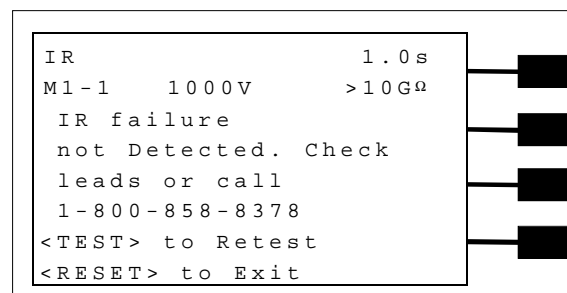 IR 1.0s
M1-1 1000V >10GΩ
IR failure
not Detected. Check
leads or call
1-800-858-8378
<TEST> to Retest
<RESET> to Exit